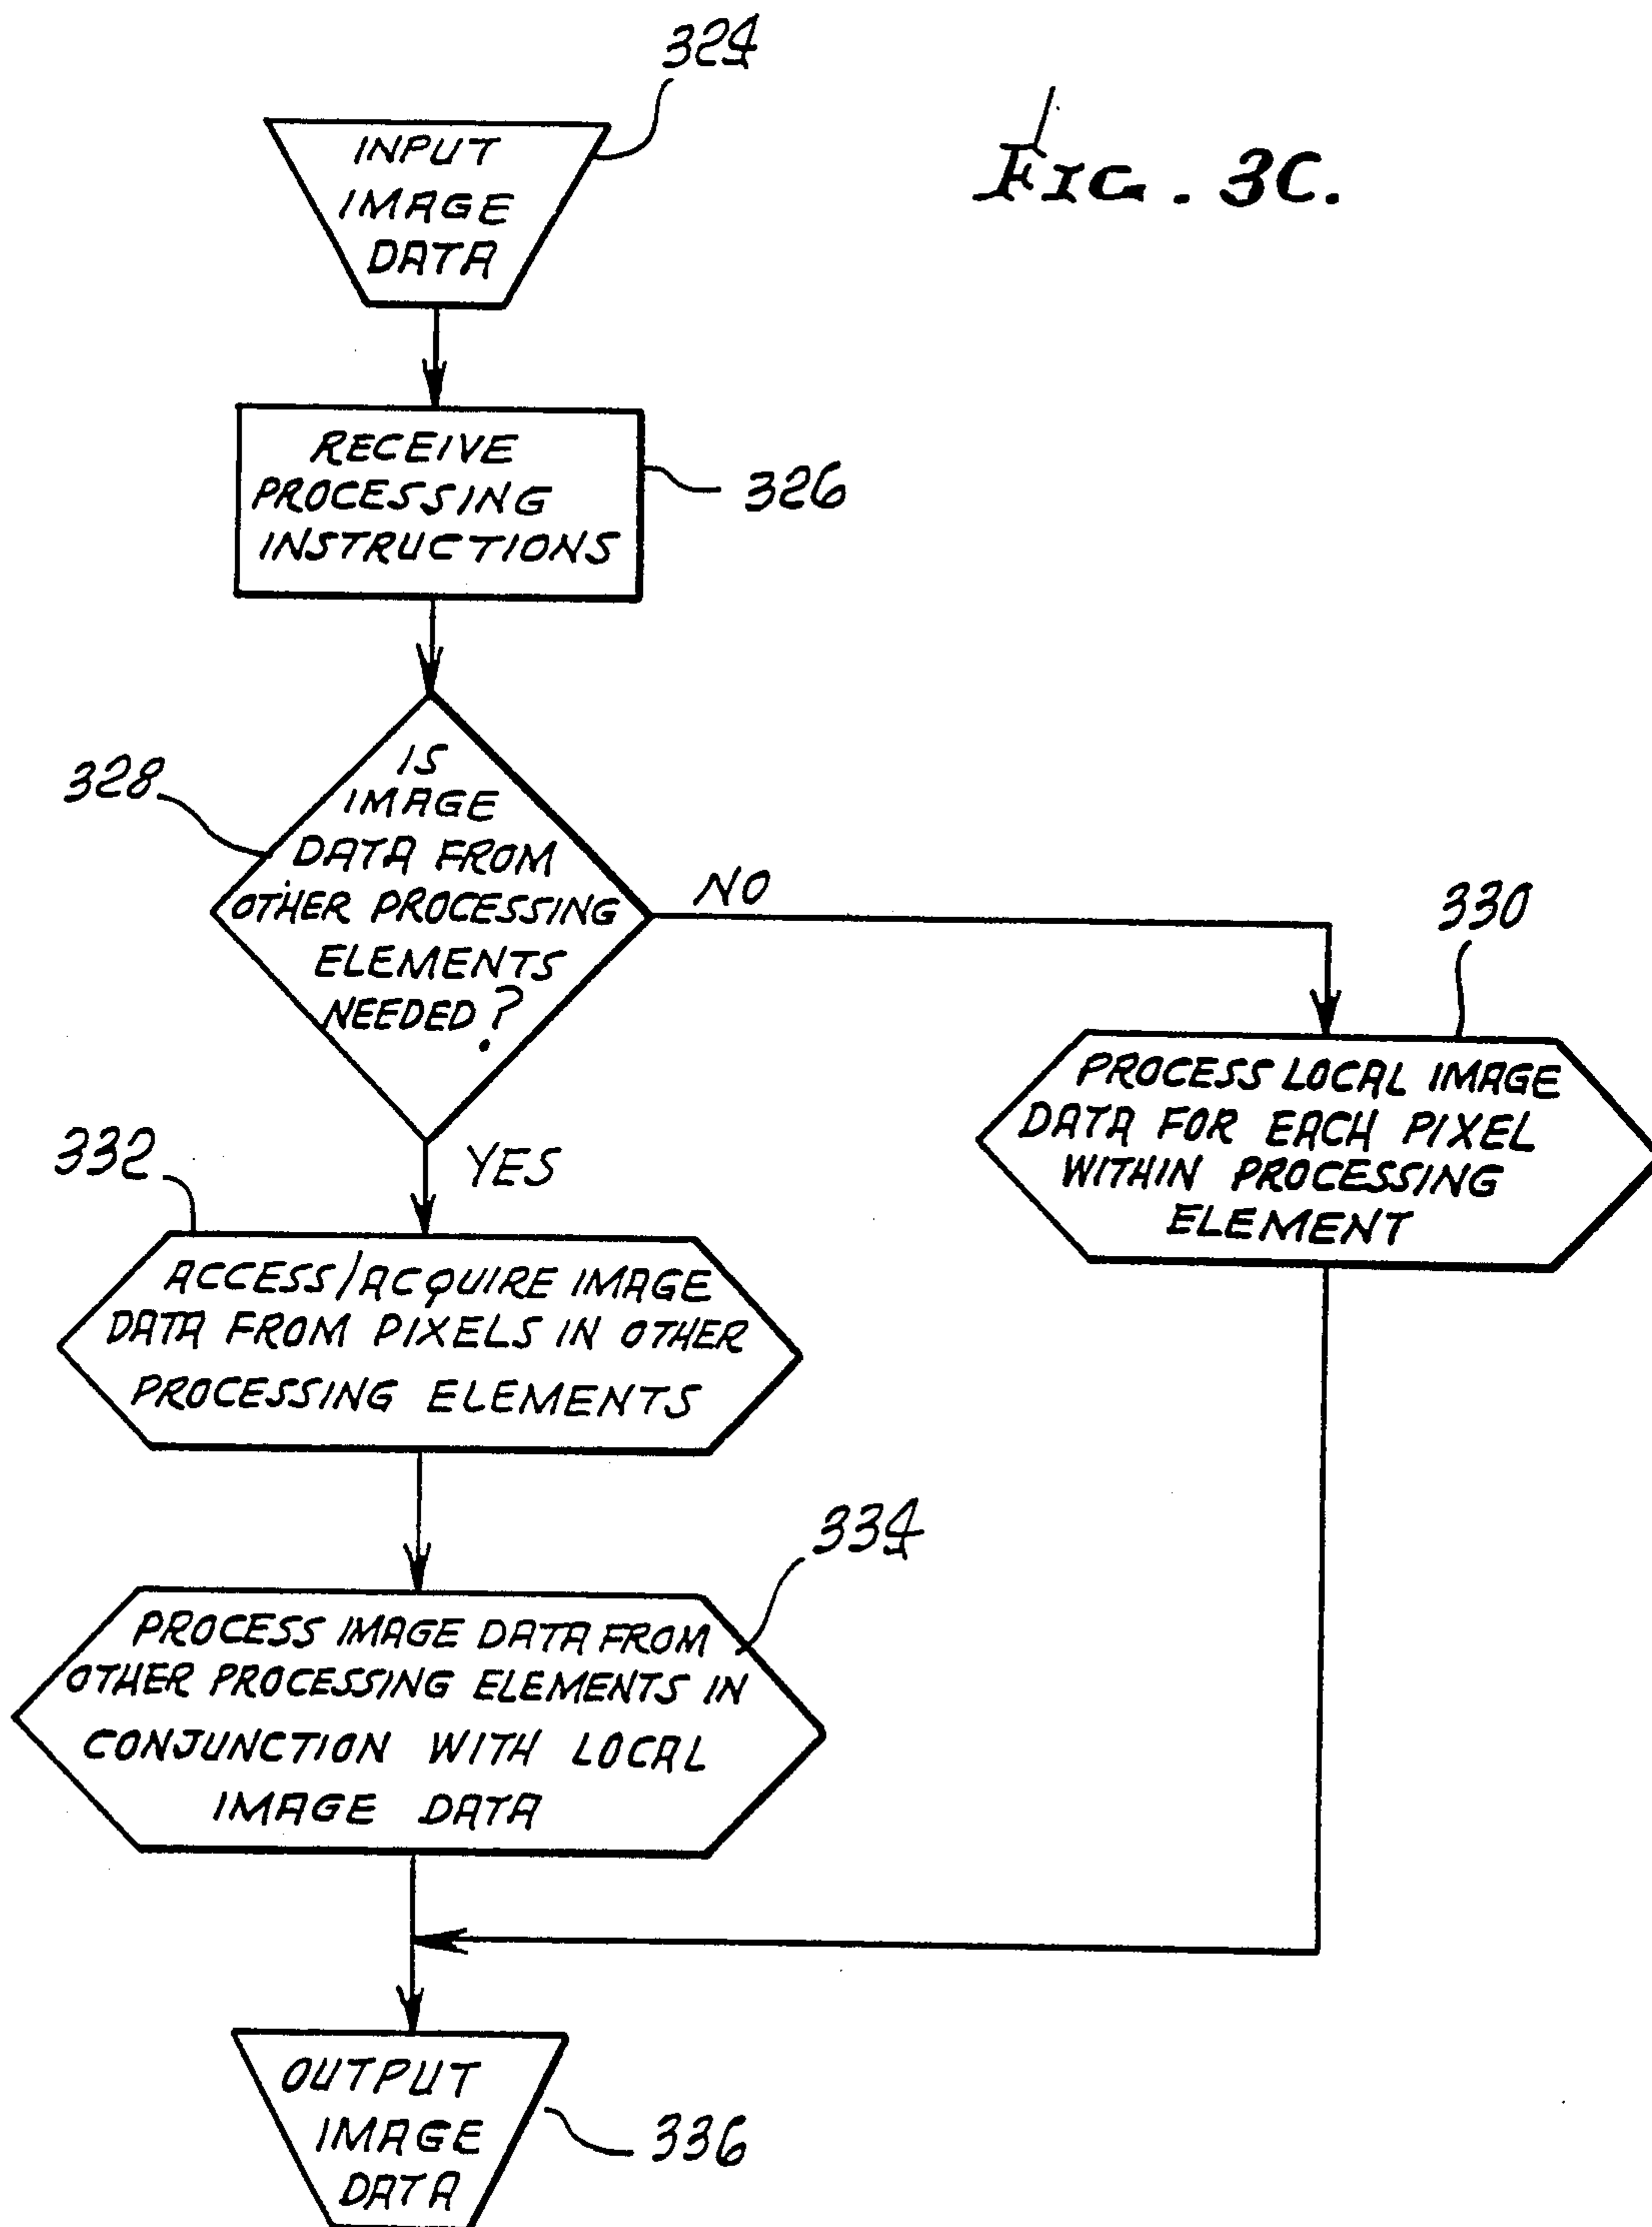 324
FIG. 3C.
INPUT
IMAGE
DATA
RECEIVE
PROCESSING
INSTRUCTIONS
326
328
IS
IMAGE
DATA FROM
OTHER PROCESSING
ELEMENTS
NEEDED?
NO
330
PROCESS LOCAL IMAGE
DATA FOR EACH PIXEL
WITHIN PROCESSING
ELEMENT
332
YES
ACCESS/ACQUIRE IMAGE
DATA FROM PIXELS IN OTHER
PROCESSING ELEMENTS
334
PROCESS IMAGE DATA FROM
OTHER PROCESSING ELEMENTS IN
CONJUNCTION WITH LOCAL
IMAGE DATA
OUTPUT
IMAGE
DATA
336